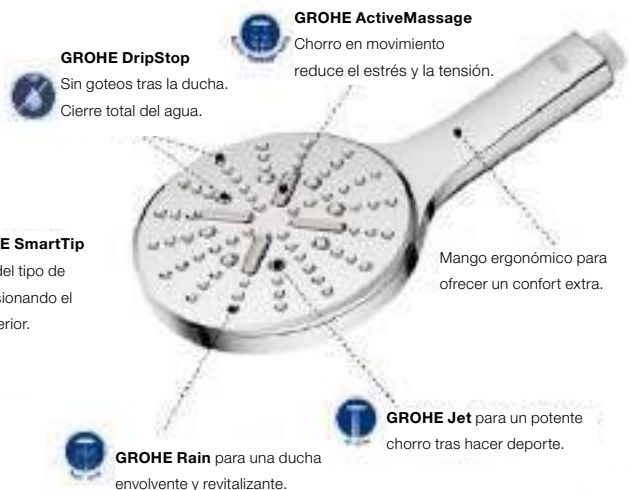 GROHE ActiveMassage
Chorro en movimiento
reduce el estrés y la tensión.
GROHE DripStop
Sin goteos tras la ducha.
Cierre total del agua.
E SmartTip
del tipo de
sionando el
erior.
Mango ergonómico para
ofrecer un confort extra.
GROHE Jet para un potente
chorro tras hacer deporte.
GROHE Rain para una ducha
envolvente y revitalizante.